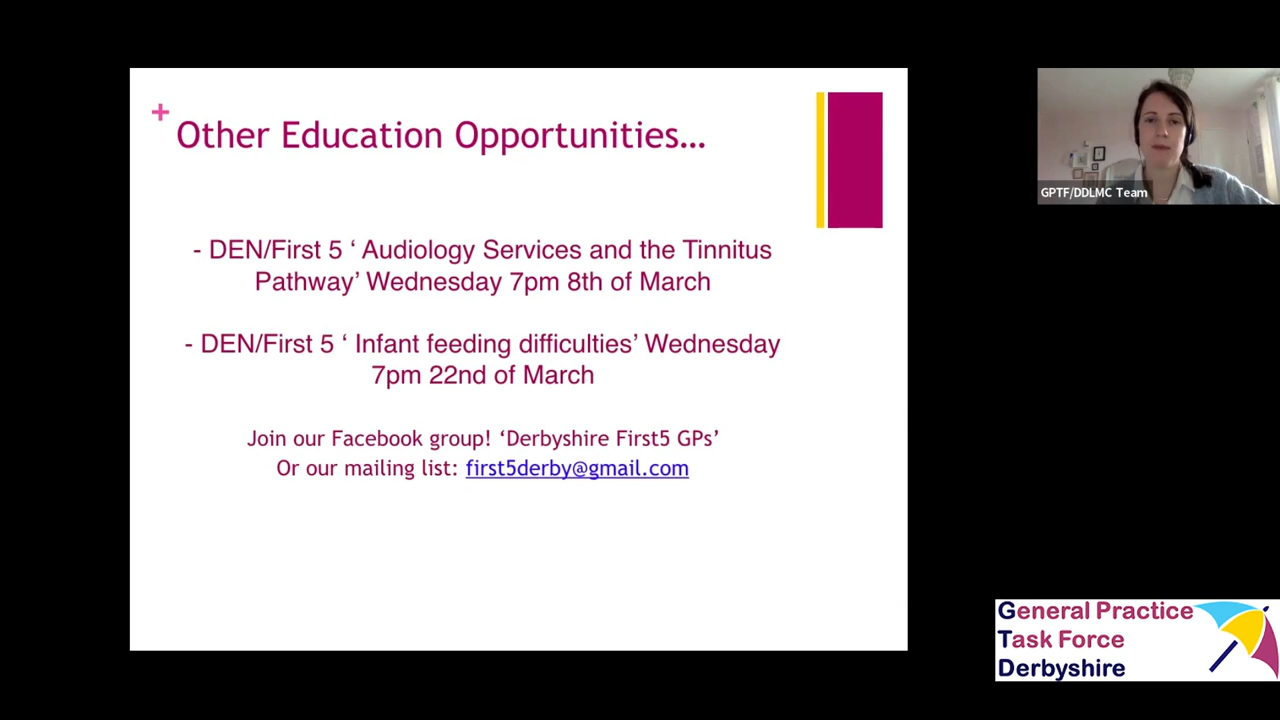 +
Other Education Opportunities...
- DEN/First 5 ‘ Audiology Services and the Tinnitus
Pathway’ Wednesday 7pm 8th of March
- DEN/First 5 ‘ Infant feeding difficulties’ Wednesday
7pm 22nd of March
Join our Facebook group! ‘Derbyshire First5 GPs’
Or our mailing list: first5derby@gmail.com
GPTF/DDLMC Team
General Practice
Task Force
Derbyshire